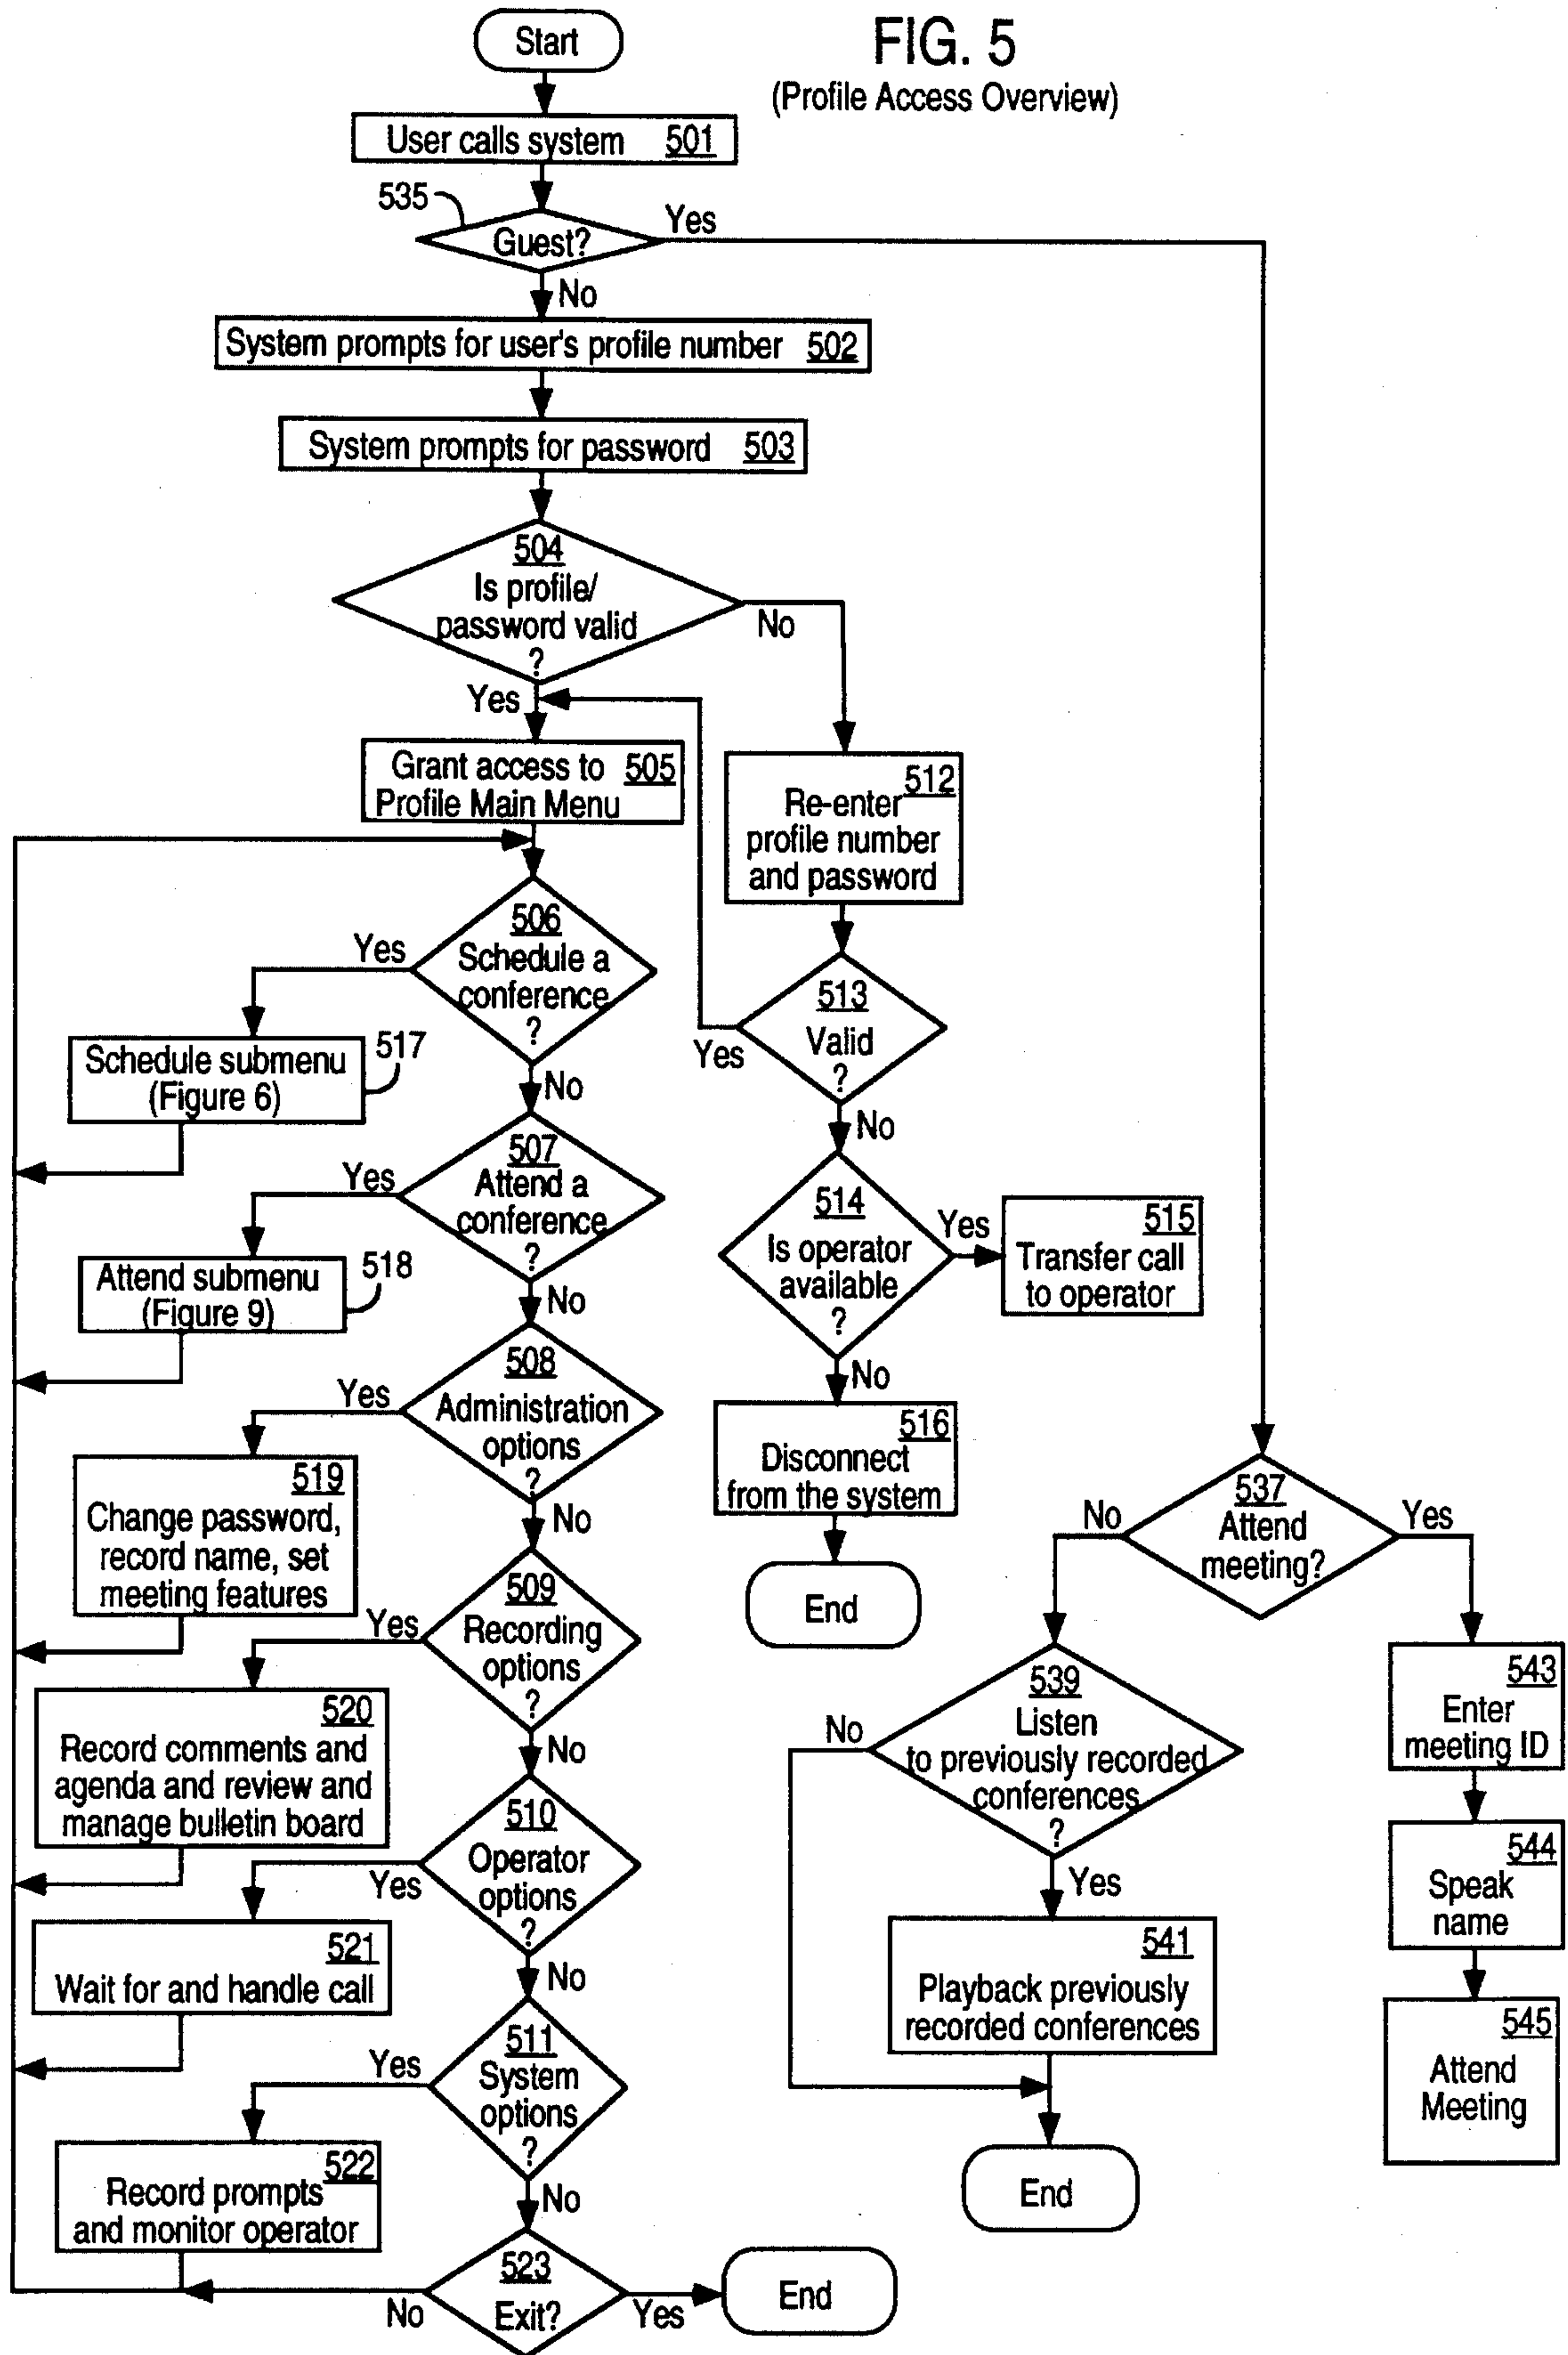 FIG. 5
(Profile Access Overview)
Start
User calls system 501
535
Guest?
Yes
No
System prompts for user's profile number 502
System prompts for password 503
504
Is profile/
password valid
?
No
Yes
Grant access to 505
Profile Main Menu
512
Re-enter
profile number
and password
506
Schedule a
conference
?
Yes
Schedule submenu
(Figure 6)
517
No
513
Valid
?
Yes
No
507
Attend a
conference
?
Yes
Attend submenu
(Figure 9)
518
No
514
Is operator
available
?
Yes
515
Transfer call
to operator
No
516
Disconnect
from the system
End
508
Administration
options
?
Yes
519
Change password,
record name, set
meeting features
No
509
Recording
options
?
Yes
520
Record comments and
agenda and review and
manage bulletin board
No
510
Operator
options
?
Yes
521
Wait for and handle call
No
511
System
options
?
Yes
522
Record prompts
and monitor operator
No
523
Exit?
No
Yes
End
537
Attend
meeting?
No
Yes
539
Listen
to previously recorded
conferences
?
No
Yes
541
Playback previously
recorded conferences
End
543
Enter
meeting ID
544
Speak
name
545
Attend
Meeting